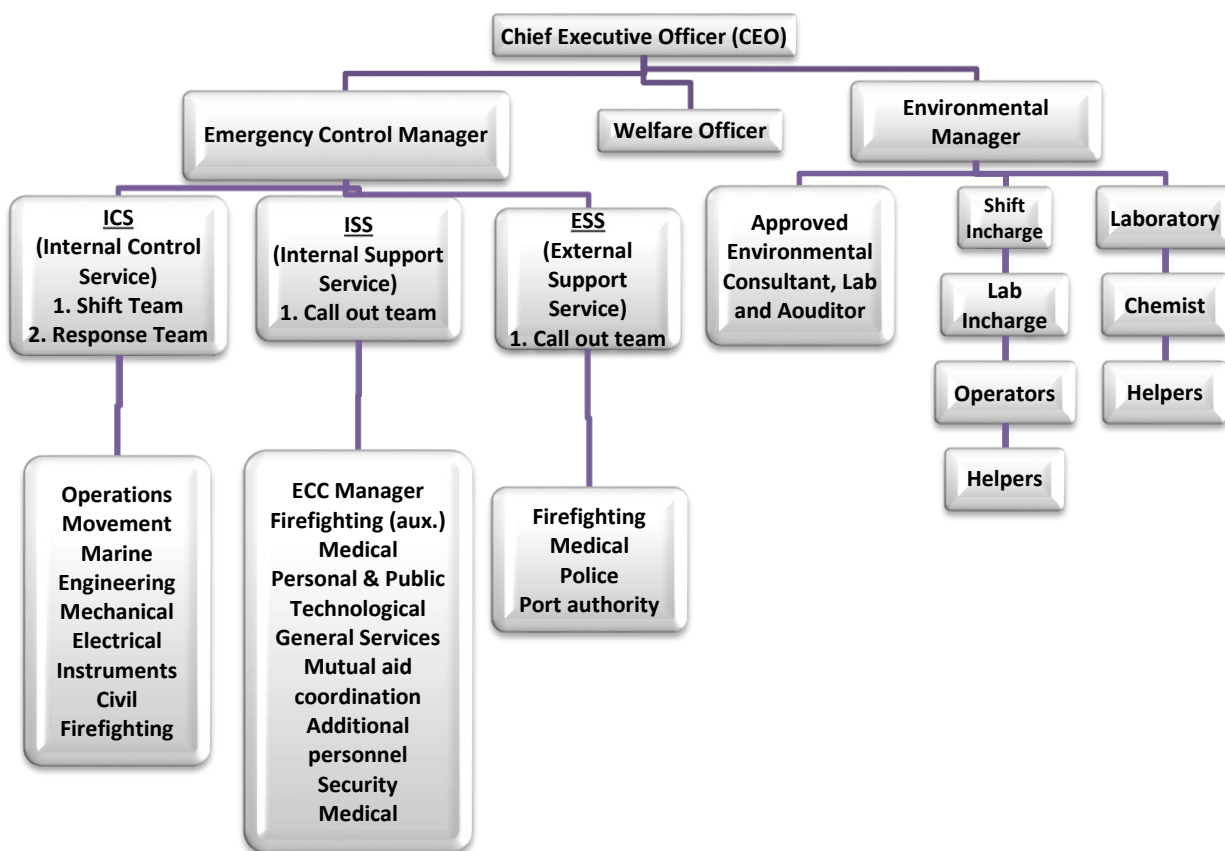 Chief Executive Officer (CEO)
Emergency Control Manager
Welfare Officer
Environmental
Manager
ICS
(Internal Control
Service)
1. Shift Team
2. Response Team
ISS
(Internal Support
Service)
1. Call out team
ESS
(External
Support
Service)
1. Call out team
Approved
Environmental
Consultant, Lab
and Aouditor
Shift
Incharge
Lab
Incharge
Operators
Helpers
Laboratory
Chemist
Helpers
Operations
Movement
Marine
Engineering
Mechanical
Electrical
Instruments
Civil
Firefighting
ECC Manager
Firefighting (aux.)
Medical
Personal & Public
Technological
General Services
Mutual aid
coordination
Additional
personnel
Security
Medical
Firefighting
Medical
Police
Port authority